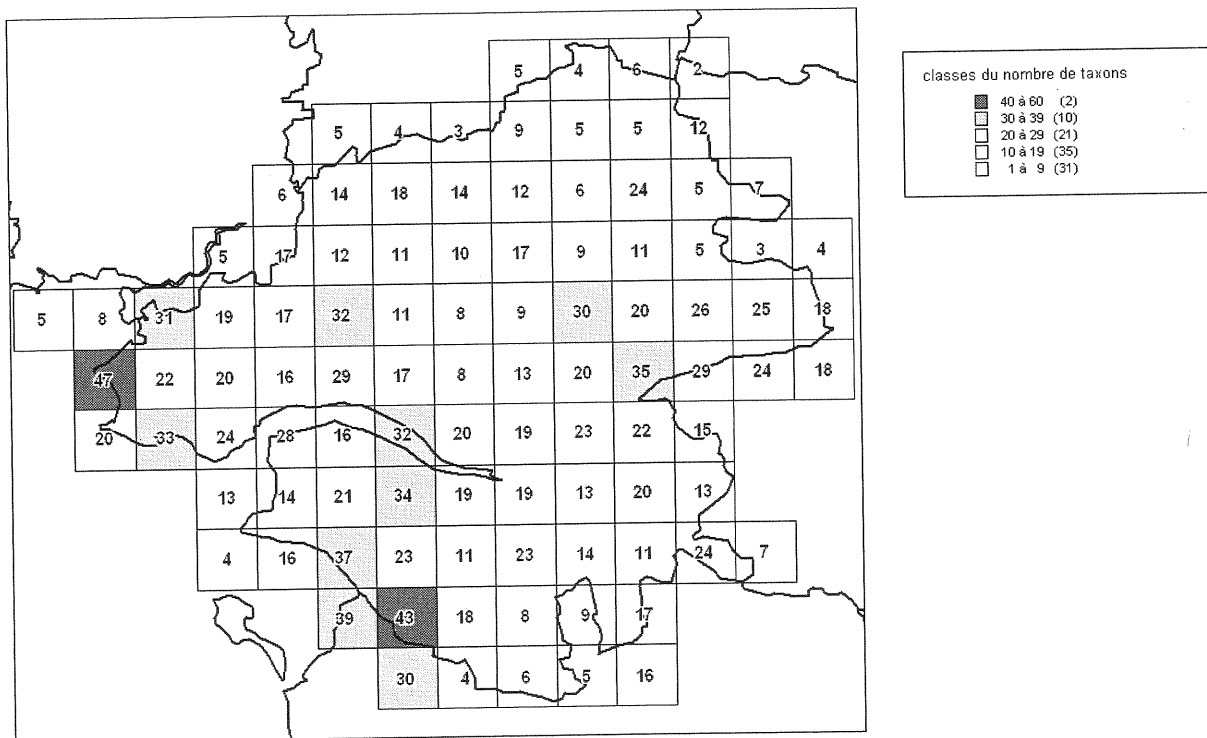 5 4 6 2
5 4 3 9 5 5 12
6 14 18 14 12 6 24 5 7
5 17 12 11 10 17 9 11 5 3 4
5 8 31 19 17 32 11 8 9 30 20 26 25 18
47 22 20 16 29 17 8 13 20 35 29 24 18
20 33 24 28 16 32 20 19 23 22 15
13 14 21 34 19 19 13 20 13
4 16 37 23 11 23 14 11 24 7
39 43 18 8 9 17
30 4 6 5 16
classes du nombre de taxons
40 à 60 (2)
30 à 39 (10)
20 à 29 (21)
10 à 19 (35)
1 à 9 (31)